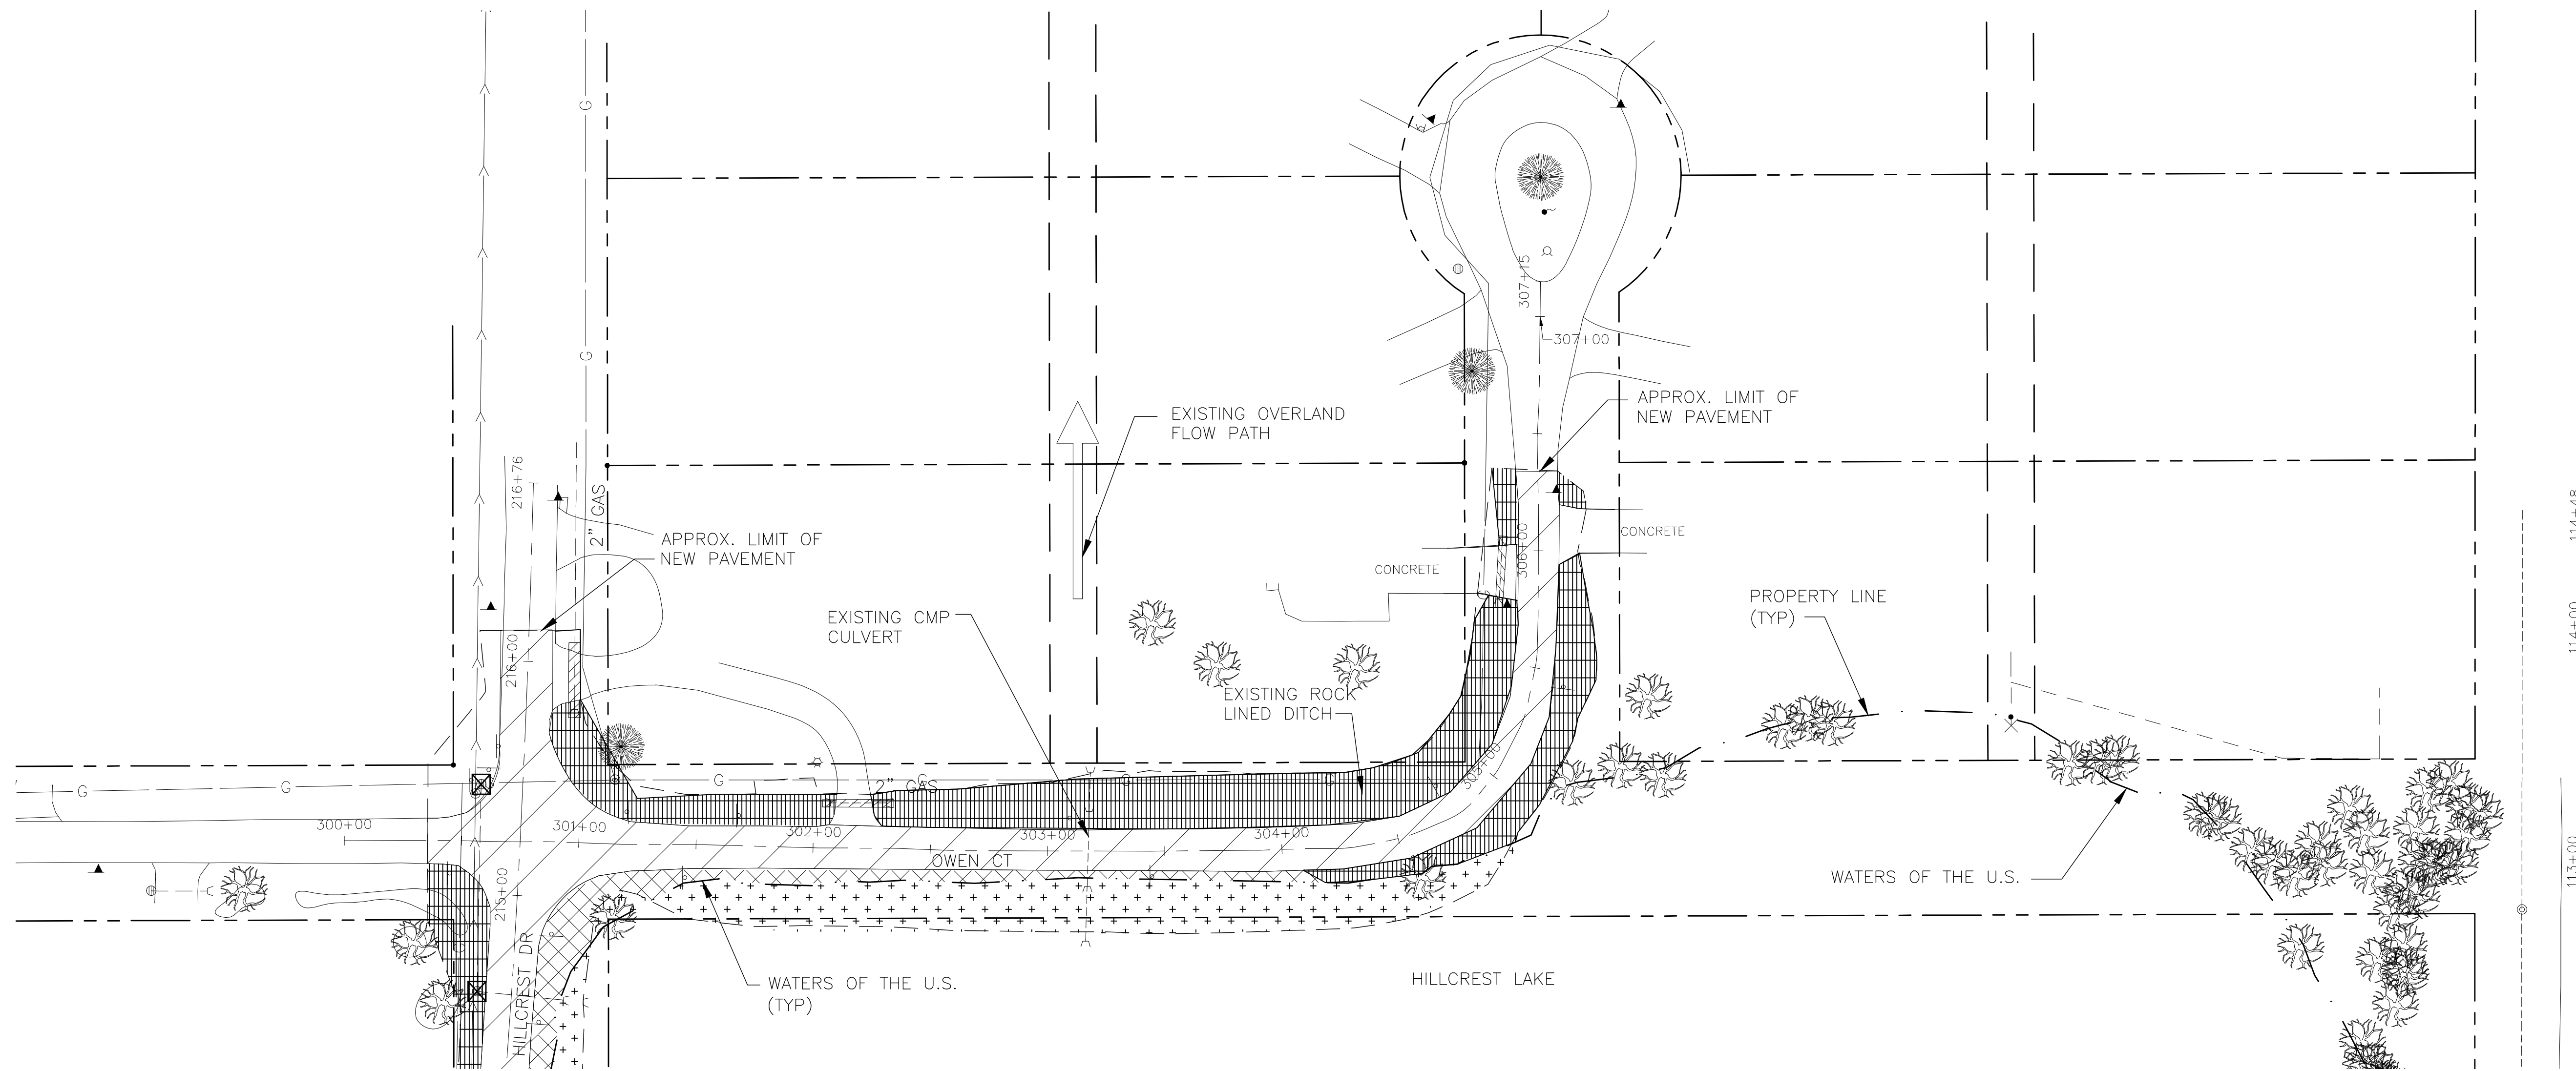 G
307+15
307+00
APPROX. LIMIT OF
NEW PAVEMENT
EXISTING OVERLAND
FLOW PATH
G
216+76
2" GAS
APPROX. LIMIT OF
NEW PAVEMENT
114+48
CONCRETE
306+00
CONCRETE
PROPERTY LINE
(TYP)
114+00
EXISTING CMP
CULVERT
216+00
EXISTING ROCK
LINED DITCH
305+00
G
G
G
G
2" GAS
G
G
300+00
301+00
302+00
303+00
304+00
OWEN CT
113+00
WATERS OF THE U.S.
215+00
HILLCREST DR
WATERS OF THE U.S.
(TYP)
HILLCREST LAKE